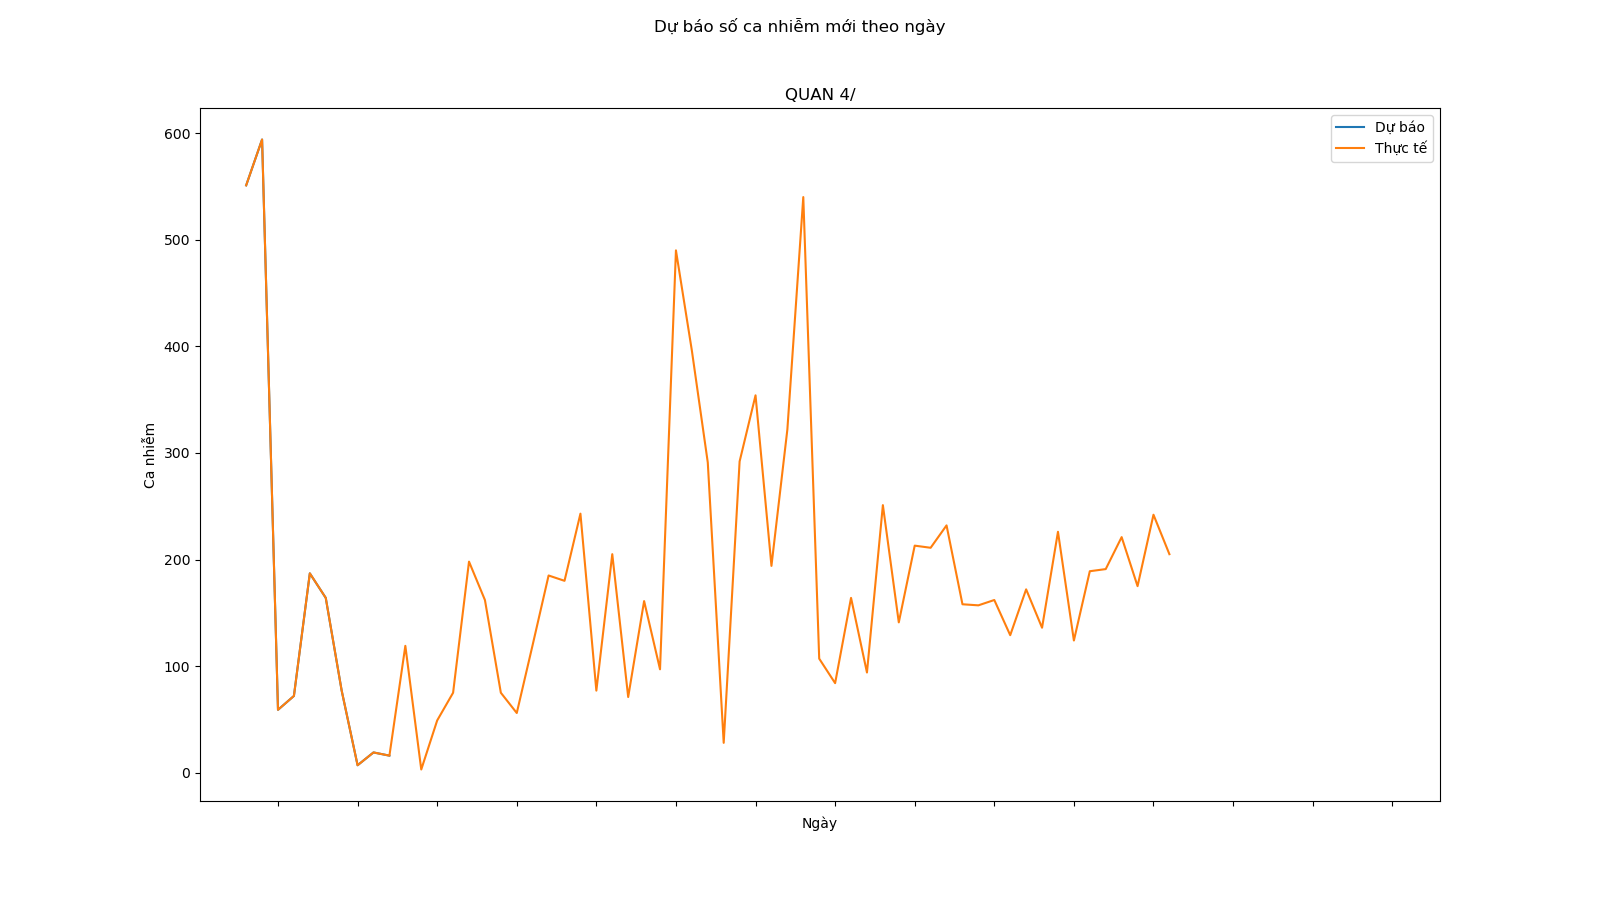 Dự báo số ca nhiễm mới theo ngày
QUAN 4/
Dự báo
Thực tế
600
500
400
300
200
100
0
Ca nhiễm
Ngày